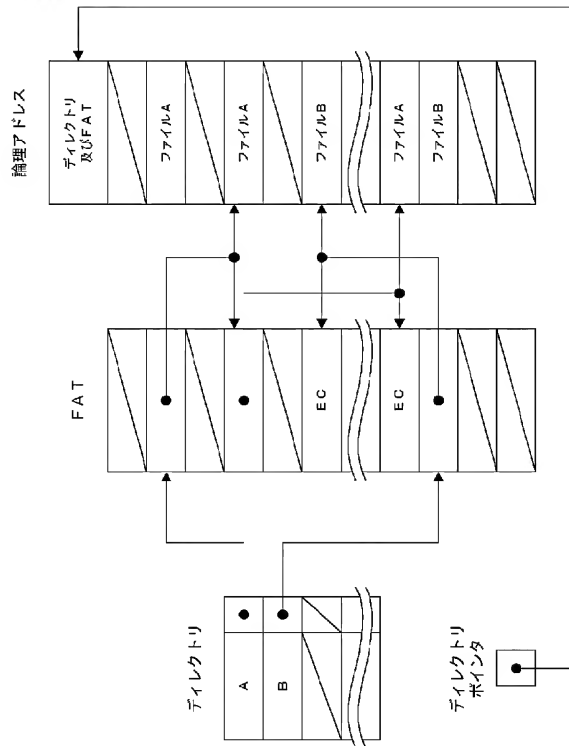 ディレクトリ
ポインタ
ディレクトリ
A
B
FAT
EC
EC
論理アドレス
ディレクトリ
及びFAT
ファイルA
ファイルA
ファイルB
ファイルA
ファイルB